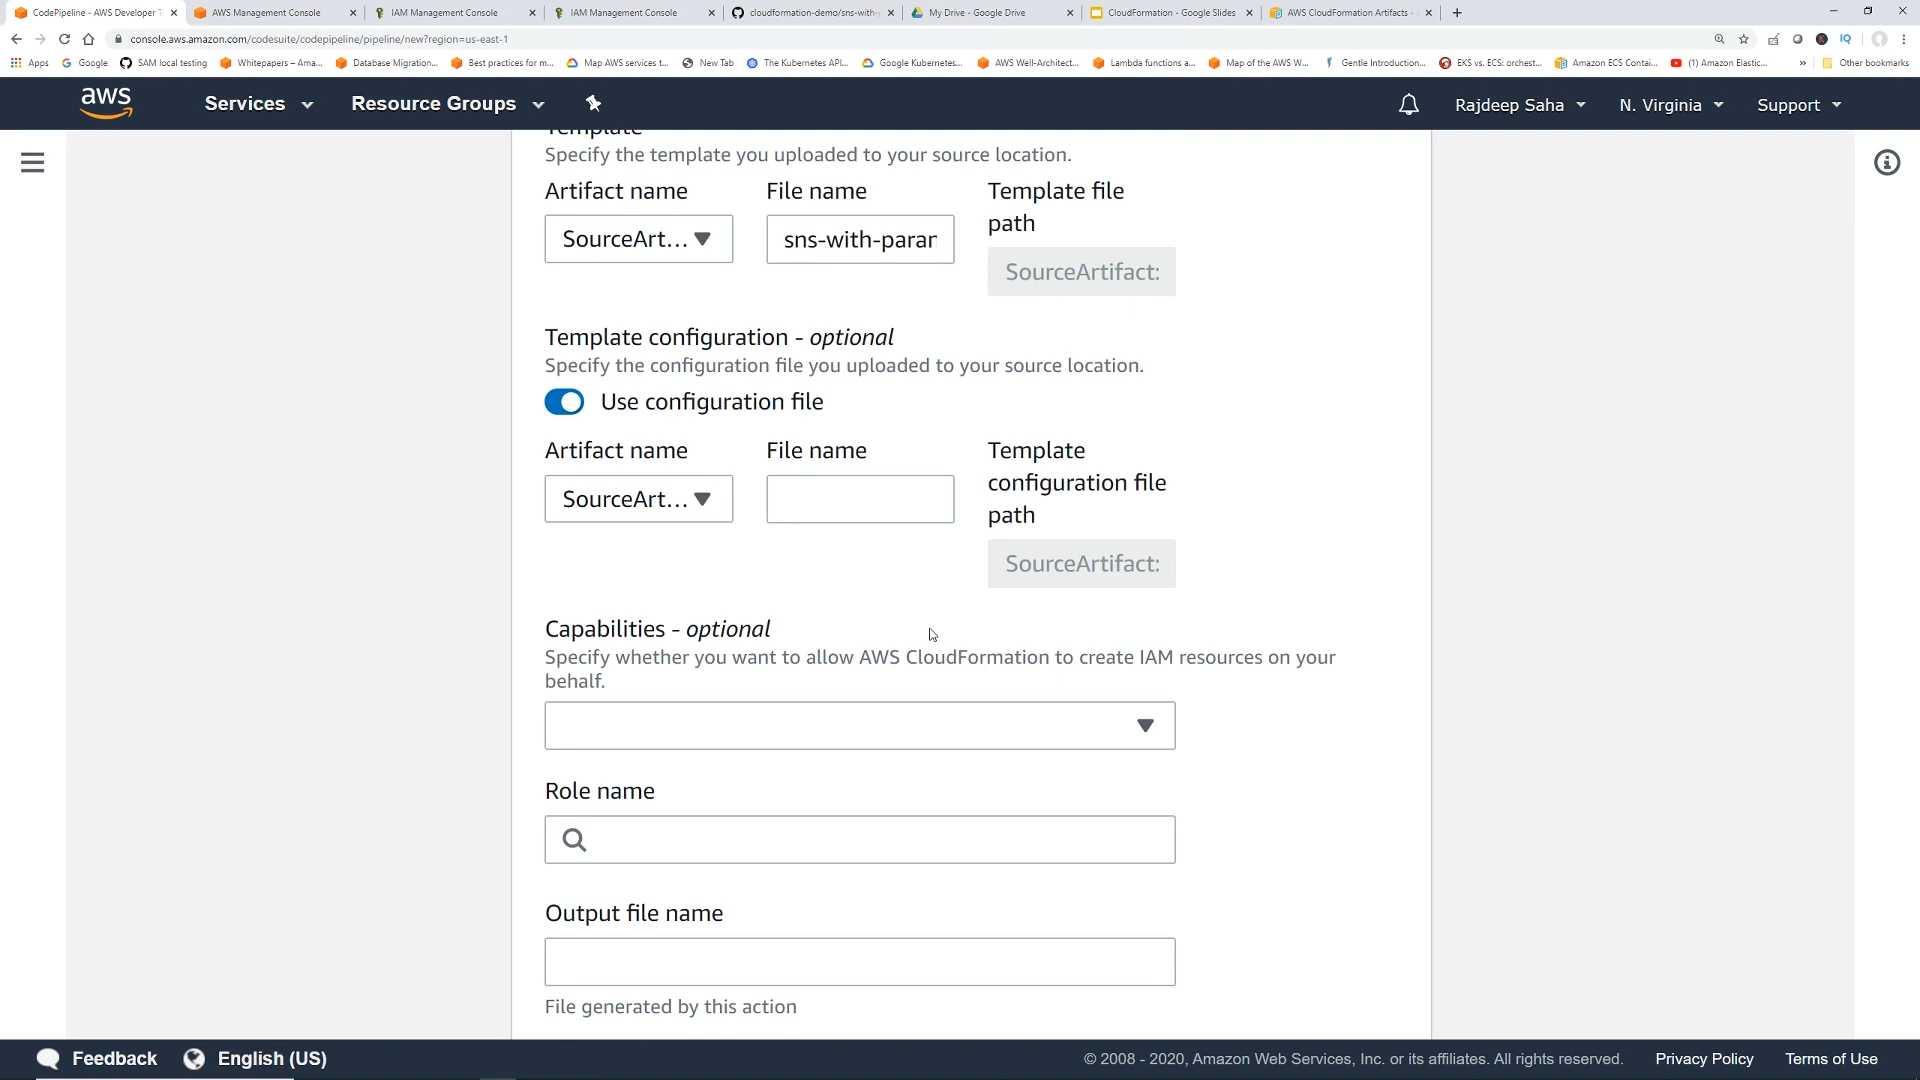 CodePipeline - AWS Developer T
AWS Management Console
IAM Management Console
IAM Management Console
cloudformation-demo/sns-with-
My Drive - Google Drive
CloudFormation - Google Slides
AWS CloudFormation Artifacts -
console.aws.amazon.com/codesuite/codepipeline/pipeline/new?region=us-east-1
Apps
Google
SAM local testing
Whitepapers – Ama...
Database Migration...
Best practices for m...
Map AWS services t...
New Tab
The Kubernetes API...
Google Kubernetes...
AWS Well-Architect...
Lambda functions a...
Map of the AWS W...
Gentle Introduction...
EKS vs. ECS: orchest...
Amazon ECS Contai...
(1) Amazon Elastic...
»
Other bookmarks
aws
Services
Resource Groups
Rajdeep Saha
N. Virginia
Support
Template
Specify the template you uploaded to your source location.
Artifact name
File name
Template file
path
SourceArt...
sns-with-param
SourceArtifact:
Template configuration - optional
Specify the configuration file you uploaded to your source location.
Use configuration file
Artifact name
File name
Template
configuration file
path
SourceArt...
SourceArtifact:
Capabilities - optional
Specify whether you want to allow AWS CloudFormation to create IAM resources on your
behalf.
Role name
Output file name
File generated by this action
Feedback
English (US)
© 2008 - 2020, Amazon Web Services, Inc. or its affiliates. All rights reserved.
Privacy Policy
Terms of Use